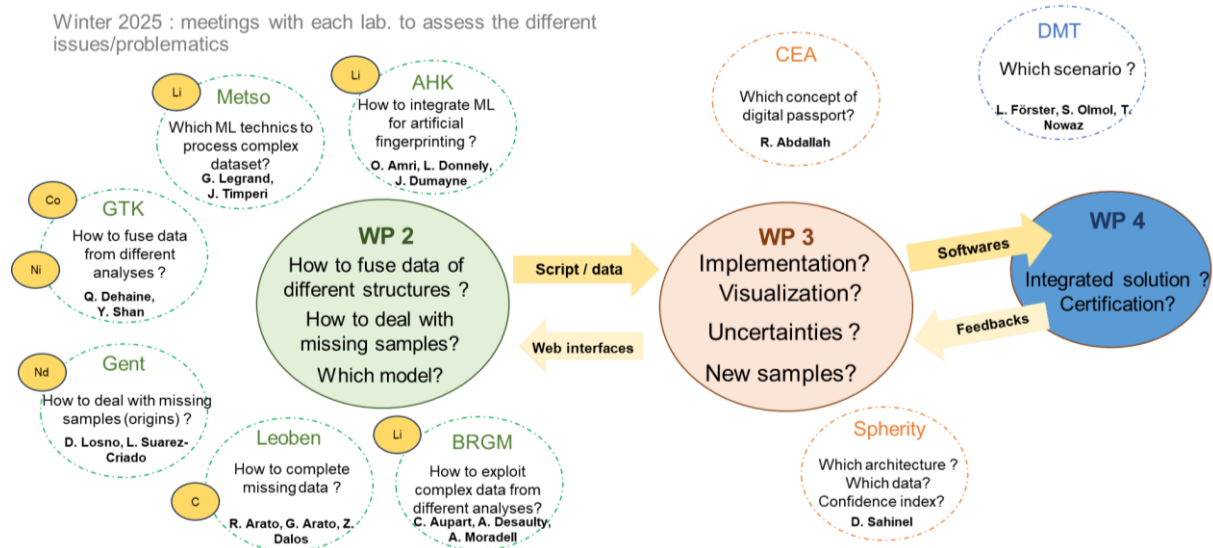 Winter 2025 : meetings with each lab. to assess the different
issues/problematics
Li
Metso
Which ML technics to
process complex
dataset?
G. Legrand,
J. Timperi
Li
AHK
How to integrate ML
for artificial
fingerprinting ?
O. Amri, L. Donnely,
J. Dumayne
CEA
Which concept of
digital passport?
R. Abdallah
DMT
Which scenario ?
L. Förster, S. Olmol, T.
Nowaz
Co
Ni
GTK
How to fuse data
from different
analyses ?
Q. Dehaine,
Y. Shan
WP 2
How to fuse data of
different structures ?
How to deal with
missing samples?
Which model?
Script / data
Web interfaces
WP 3
Implementation?
Visualization?
Uncertainties ?
New samples?
Softwares
Feedbacks
WP 4
Integrated solution ?
Certification?
Nd
Gent
How to deal with missing
samples (origins) ?
D. Losno, L. Suarez-
Criado
C
Leoben
How to complete
missing data ?
R. Arato, G. Arato, Z.
Dalos
Li
BRGM
How to exploit
complex data from
different analyses?
C. Aupart, A. Desaulty,
A. Moradell
Spherity
Which architecture ?
Which data?
Confidence index?
D. Sahinel